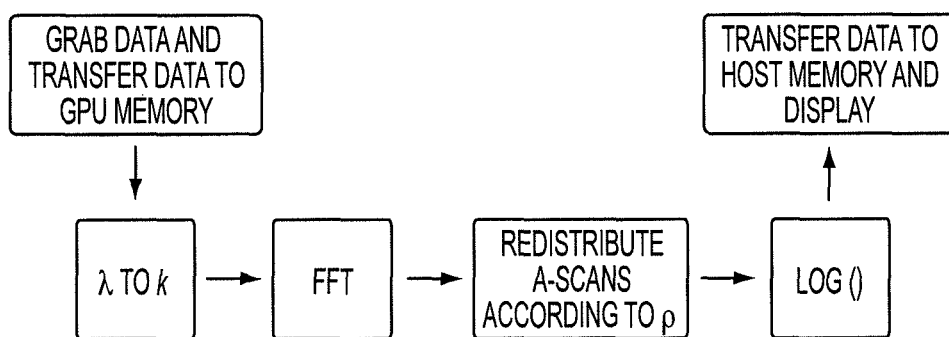 GRAB DATA AND
TRANSFER DATA TO
GPU MEMORY
TRANSFER DATA TO
HOST MEMORY AND
DISPLAY
λ TO k
FFT
REDISTRIBUTE
A-SCANS
ACCORDING TO ρ
LOG ()